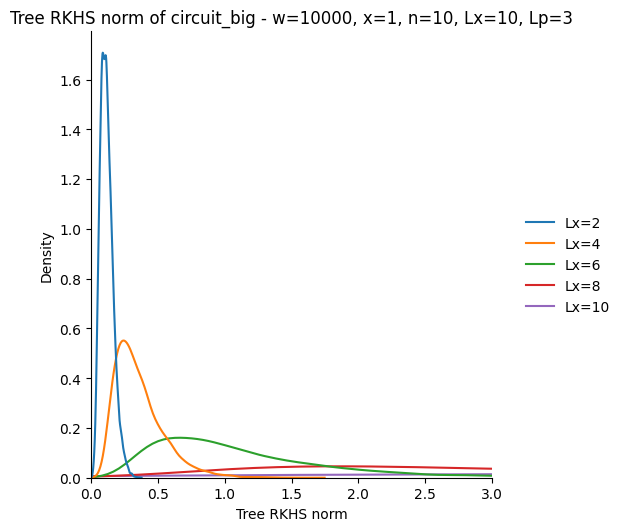 Tree RKHS norm of circuit_big - w=10000, x=1, n=10, Lx=10, Lp=3
1.6
1.4
1.2
1.0
0.8
0.6
0.4
0.2
0.0
Density
0.0 0.5 1.0 1.5 2.0 2.5 3.0
Tree RKHS norm
Lx=2
Lx=4
Lx=6
Lx=8
Lx=10